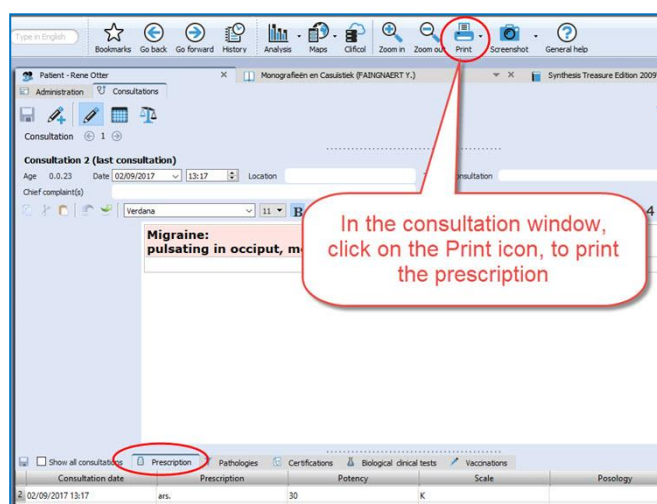 Type in English
Bookmarks Go back Go forward History Analysis Maps Clificol Zoom in Zoom out Print Screenshot General help
Patient - Rene Otter Monografieën en Casuïstiek (FAINGNAERT Y.) Synthesis Treasure Edition 2009
Administration Consultations
Consultation 1
Consultation 2 (last consultation)
Age 0.0.23 Date 02/09/2017 13:17 Location onsultation
Chief complaint(s)
Verdana 11 B 4
Migraine:
pulsating in occiput, m
In the consultation window,
click on the Print icon, to print
the prescription
Show all consultations Prescription Pathologies Certifications Biological clinical tests Vaccinations
Consultation date Prescription Potency Scale Posology
2 02/09/2017 13:17 ars. 30 K